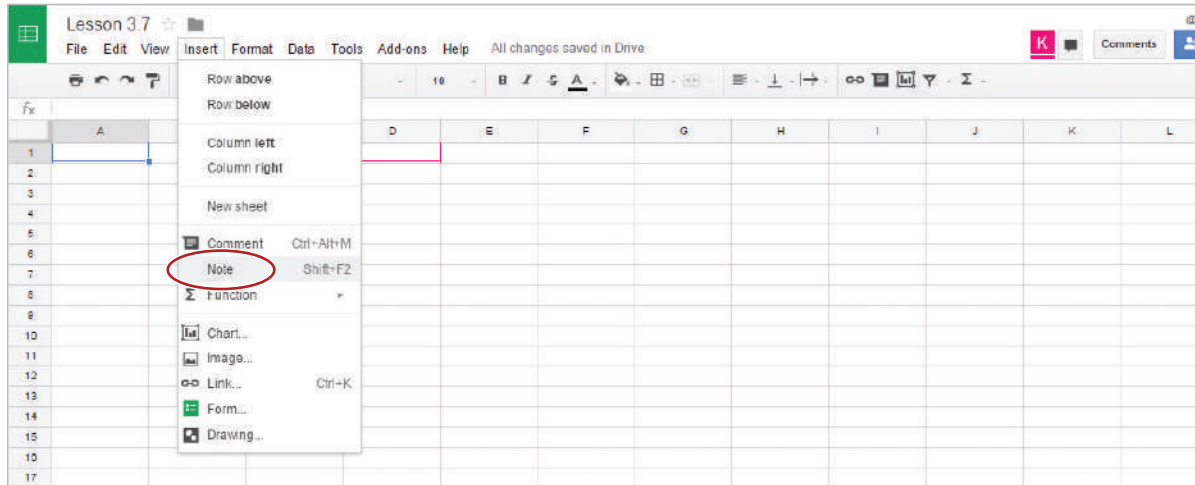 Lesson 3.7
File Edit View Insert Format Data Tools Add-ons Help All changes saved in Drive
K Comments
10 B I S A Σ
fx
A D E F G H I J K L
Row above
Row below
Column left
Column right
New sheet
Comment Ctrl+Alt+M
Note Shift+F2
Σ Function
Chart...
Image...
Link... Ctrl+K
Form...
Drawing...
1
2
3
4
5
6
7
8
9
10
11
12
13
14
15
16
17